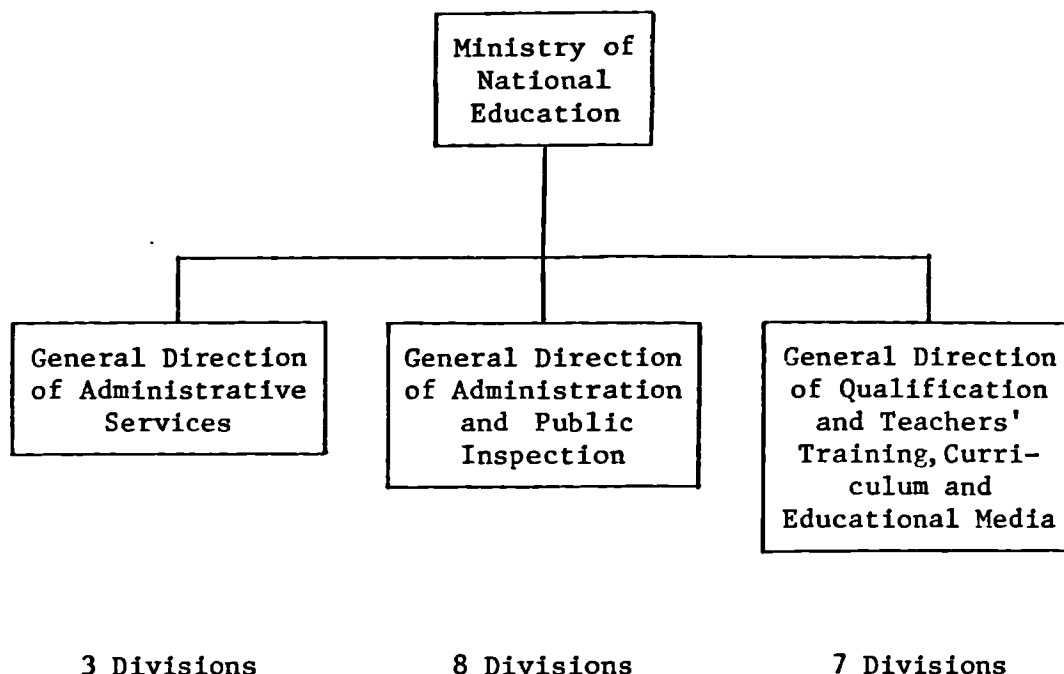 Ministry of
National
Education
General Direction
of Administrative
Services
General Direction
of Administration
and Public
Inspection
General Direction
of Qualification
and Teachers'
Training, Curri-
culum and
Educational Media
3 Divisions
8 Divisions
7 Divisions